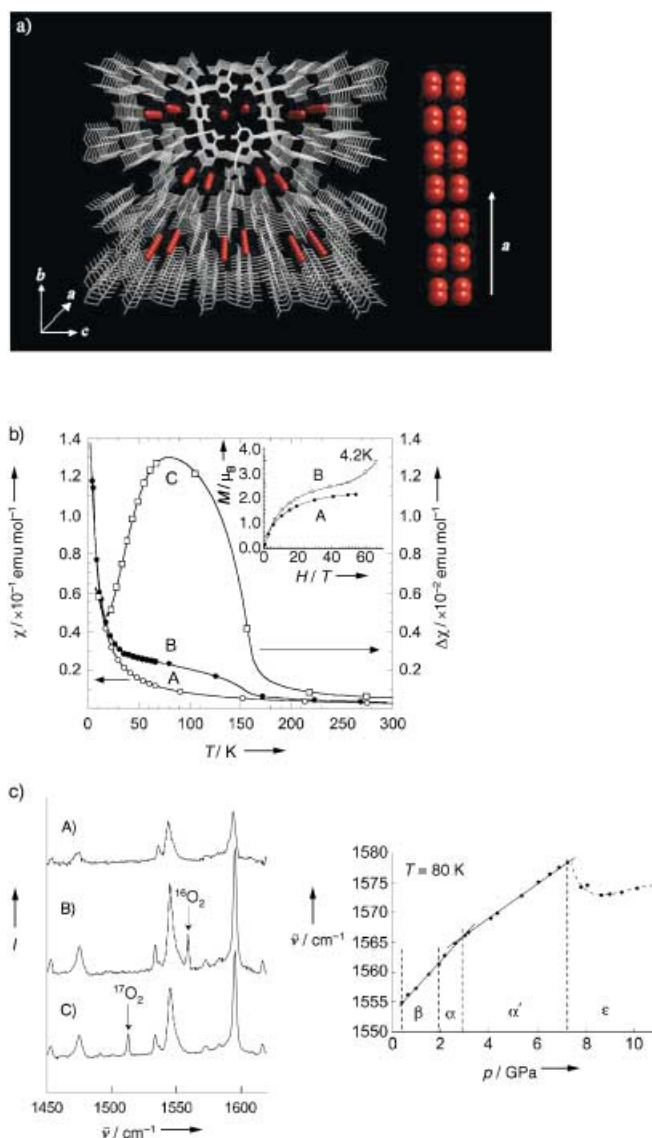 a)
b
a
c
a
b)
χ / ×10⁻¹ emu mol⁻¹
1.4
1.2
1.0
0.8
0.6
0.4
0.2
0 50 100 150 200 250 300
T / K
C
B
A
M / μB
4.0
3.0
2.0
1.0
0
4.2K
B
A
0 20 40 60
H / T
1.4
1.2
1.0
0.8
0.6
0.4
0.2
Δχ / ×10⁻² emu mol⁻¹
c)
I
A)
B)
¹⁶O₂
C)
¹⁷O₂
1450 1500 1550 1600
ν̃ / cm⁻¹
ν̃ / cm⁻¹
1580
1575
1570
1565
1560
1555
1550
T = 80 K
β α α′ ε
0 2 4 6 8 10
p / GPa